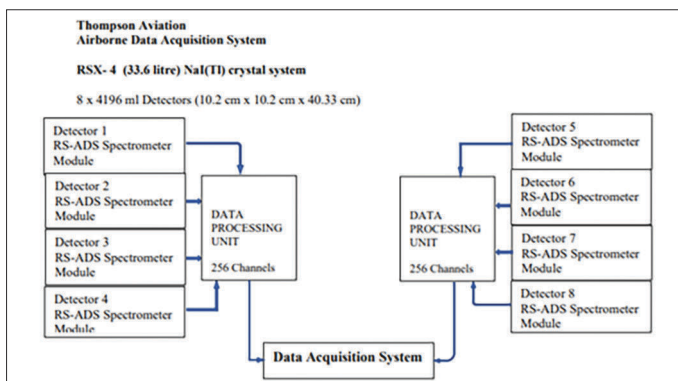 Thompson Aviation
Airborne Data Acquisition System
RSX- 4 (33.6 litre) NaI(Tl) crystal system
8 x 4196 ml Detectors (10.2 cm x 10.2 cm x 40.33 cm)
Detector 1
RS-ADS Spectrometer
Module
Detector 2
RS-ADS Spectrometer
Module
Detector 3
RS-ADS Spectrometer
Module
Detector 4
RS-ADS Spectrometer
Module
DATA
PROCESSING
UNIT
256 Channels
DATA
PROCESSING
UNIT
256 Channels
Detector 5
RS-ADS Spectrometer
Module
Detector 6
RS-ADS Spectrometer
Module
Detector 7
RS-ADS Spectrometer
Module
Detector 8
RS-ADS Spectrometer
Module
Data Acquisition System